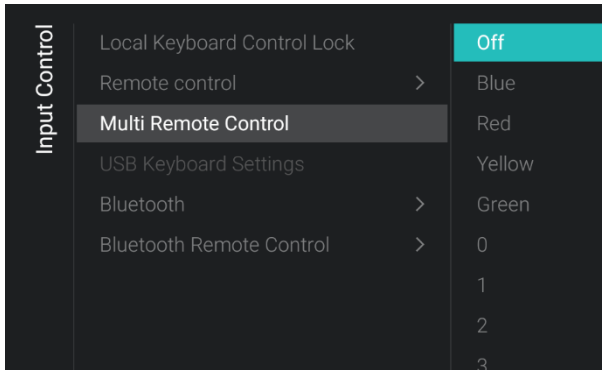 Input Control
Local Keyboard Control Lock
Remote control >
Multi Remote Control
USB Keyboard Settings
Bluetooth >
Bluetooth Remote Control >
Off
Blue
Red
Yellow
Green
0
1
2
3